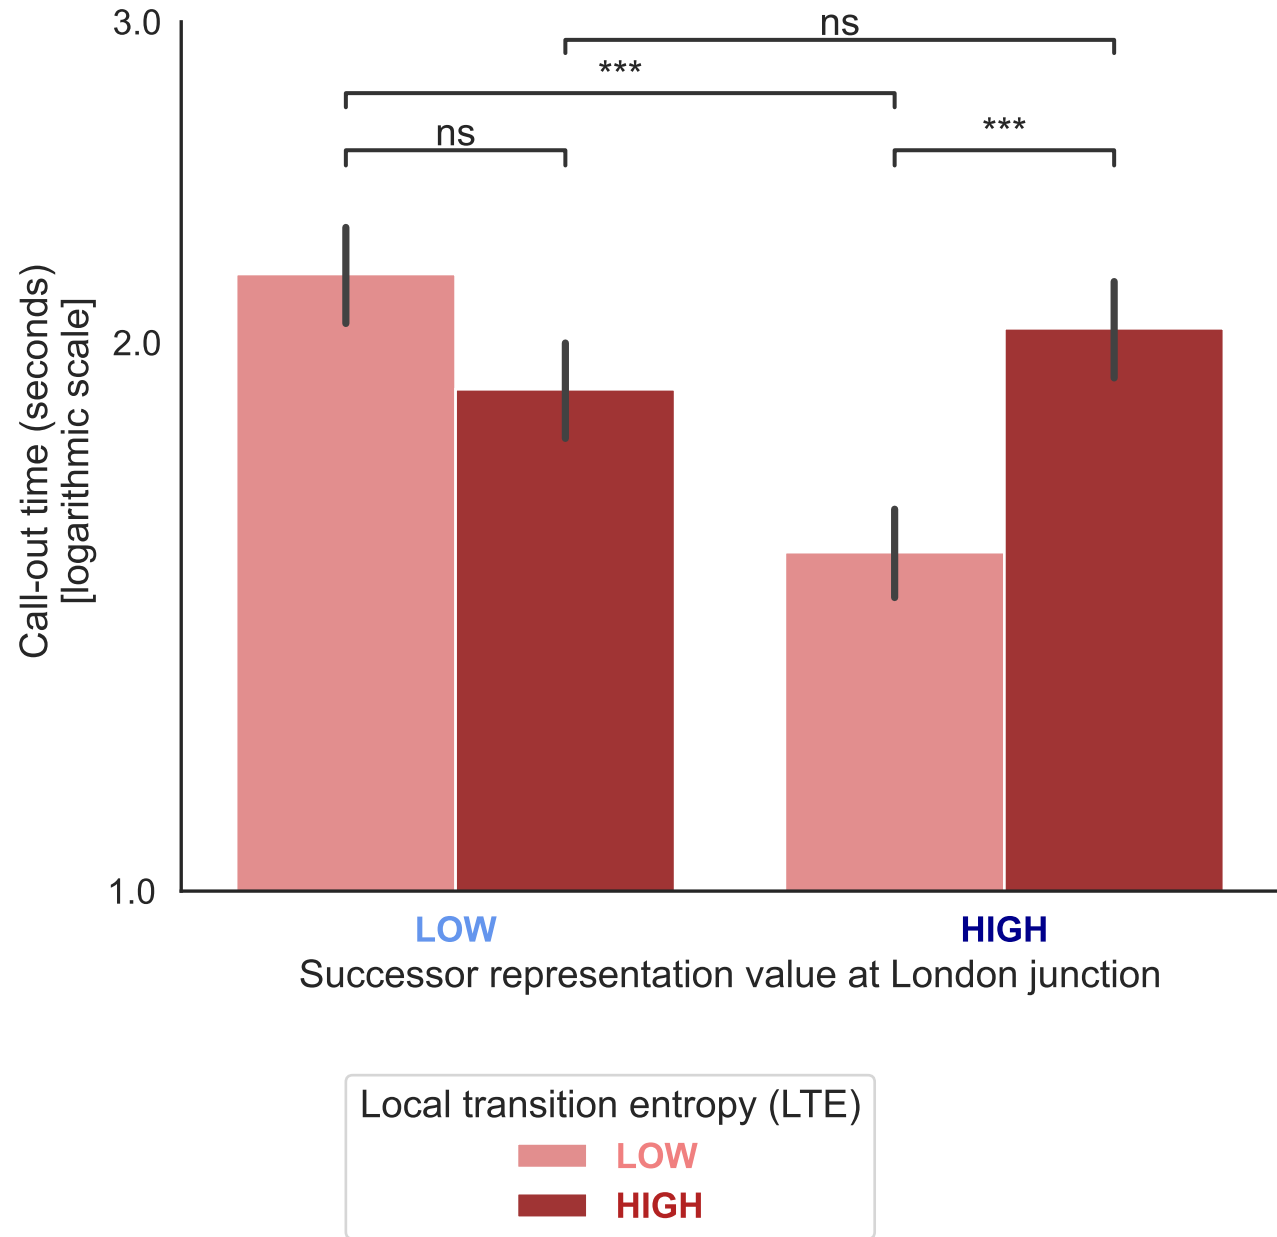 3.0
ns
***
ns
***
Call-out time (seconds)
[logarithmic scale]
2.0
1.0
LOW
HIGH
Successor representation value at London junction
Local transition entropy (LTE)
LOW
HIGH